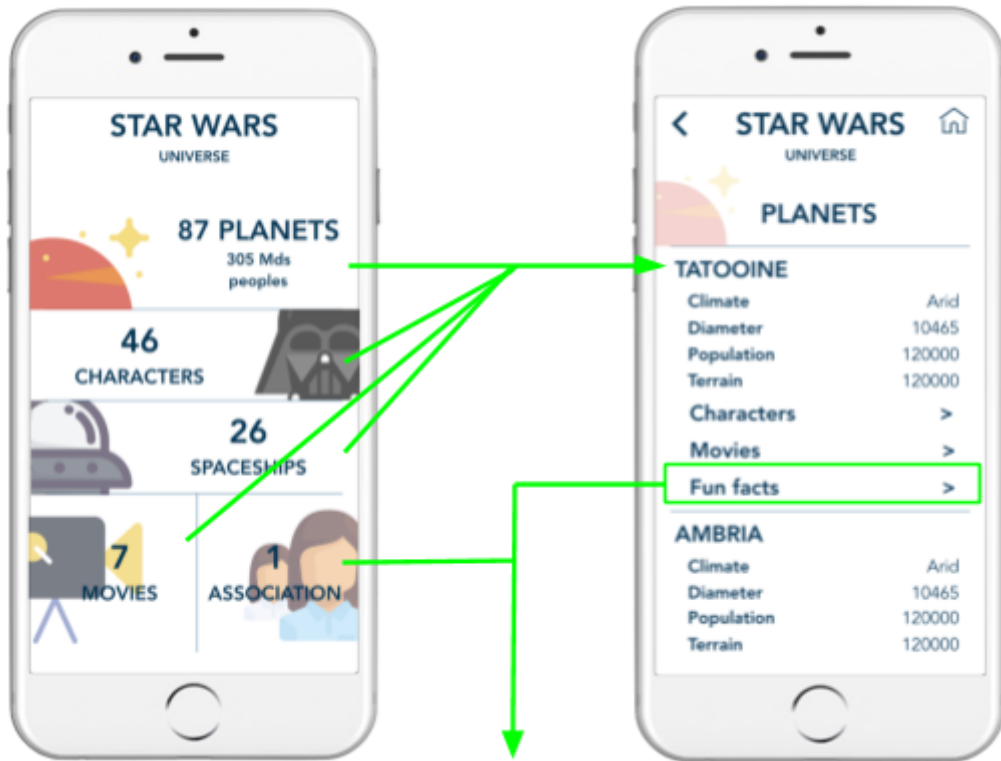 STAR WARS
UNIVERSE
87 PLANETS
305 Mds
peoples
46
CHARACTERS
26
SPACESHIPS
7
MOVIES
1
ASSOCIATION
STAR WARS
UNIVERSE
PLANETS
TATOOINE
Climate Arid
Diameter 10465
Population 120000
Terrain 120000
Characters >
Movies >
Fun facts >
AMBRIA
Climate Arid
Diameter 10465
Population 120000
Terrain 120000